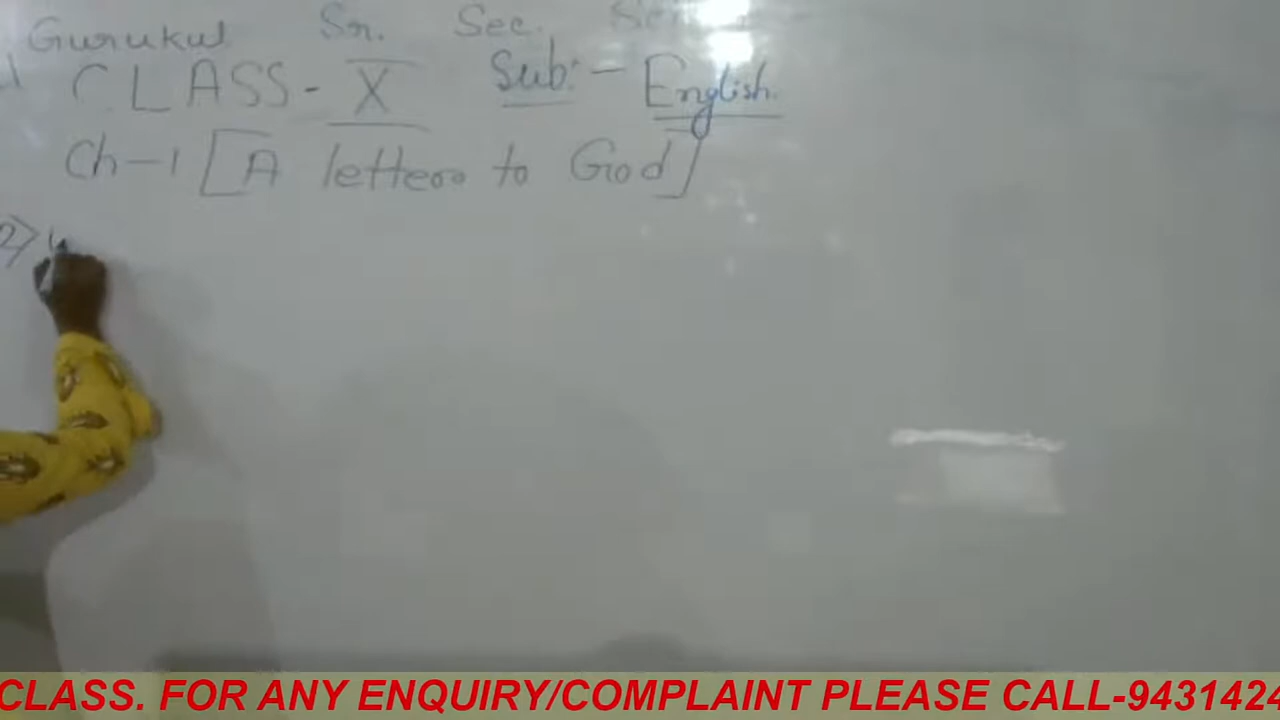 Gurukul Sr. Sec.
CLASS - X Sub:- English.
Ch-1 [A letter to God]
2>
CLASS. FOR ANY ENQUIRY/COMPLAINT PLEASE CALL-9431424